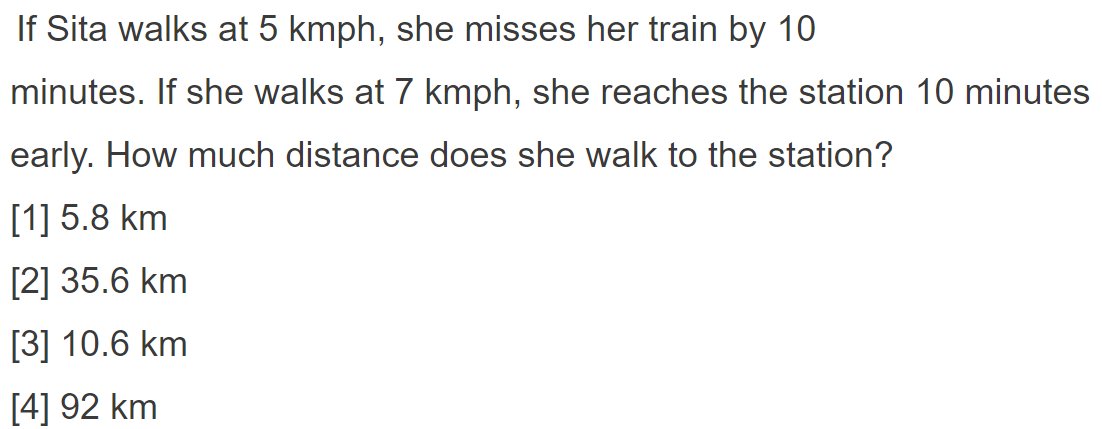 If Sita walks at 5 kmph, she misses her train by 10
minutes. If she walks at 7 kmph, she reaches the station 10 minutes
early. How much distance does she walk to the station?
[1] 5.8 km
[2] 35.6 km
[3] 10.6 km
[4] 92 km